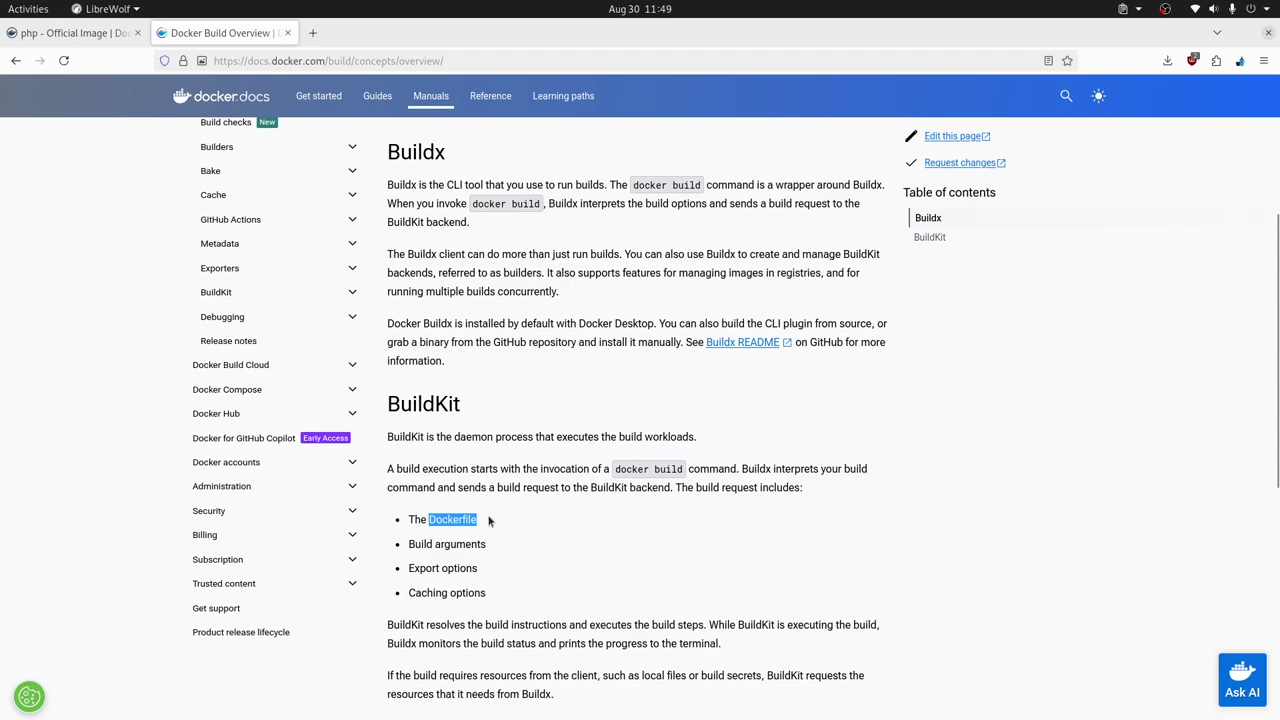 Activities
LibreWolf
Aug 30 11:49
php - Official Image | Doc
Docker Build Overview |
https://docs.docker.com/build/concepts/overview/
2
docker.docs
Get started
Guides
Manuals
Reference
Learning paths
Build checks New
Builders
Bake
Cache
GitHub Actions
Metadata
Exporters
BuildKit
Debugging
Release notes
Docker Build Cloud
Docker Compose
Docker Hub
Docker for GitHub Copilot Early Access
Docker accounts
Administration
Security
Billing
Subscription
Trusted content
Get support
Product release lifecycle
Buildx
Buildx is the CLI tool that you use to run builds. The docker build command is a wrapper around Buildx.
When you invoke docker build, Buildx interprets the build options and sends a build request to the
BuildKit backend.
The Buildx client can do more than just run builds. You can also use Buildx to create and manage BuildKit
backends, referred to as builders. It also supports features for managing images in registries, and for
running multiple builds concurrently.
Docker Buildx is installed by default with Docker Desktop. You can also build the CLI plugin from source, or
grab a binary from the GitHub repository and install it manually. See Buildx README on GitHub for more
information.
BuildKit
BuildKit is the daemon process that executes the build workloads.
A build execution starts with the invocation of a docker build command. Buildx interprets your build
command and sends a build request to the BuildKit backend. The build request includes:
• The Dockerfile
• Build arguments
• Export options
• Caching options
BuildKit resolves the build instructions and executes the build steps. While BuildKit is executing the build,
Buildx monitors the build status and prints the progress to the terminal.
If the build requires resources from the client, such as local files or build secrets, BuildKit requests the
resources that it needs from Buildx.
Edit this page
Request changes
Table of contents
Buildx
BuildKit
Ask AI